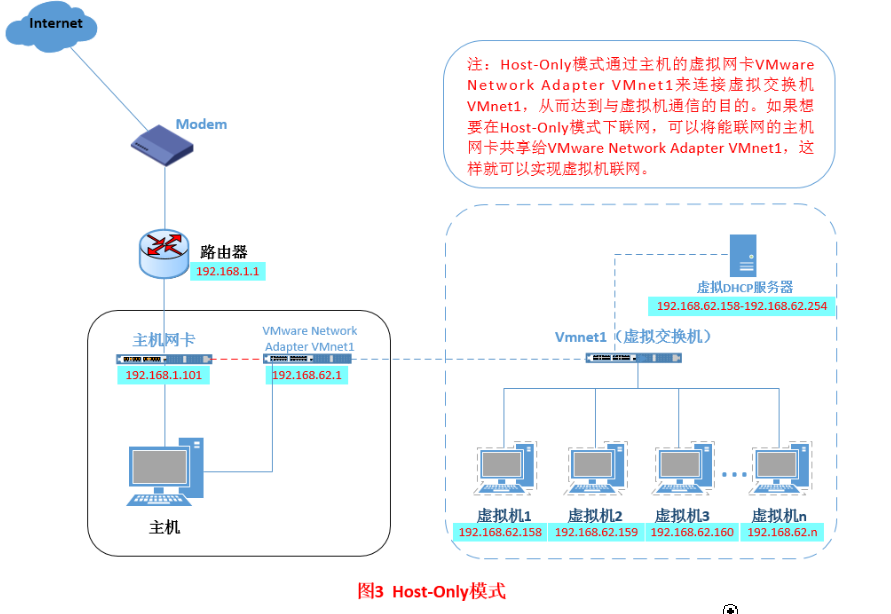 Internet
注：Host-Only模式通过主机的虚拟网卡VMware
Network Adapter VMnet1来连接虚拟交换机
VMnet1，从而达到与虚拟机通信的目的。如果想
要在Host-Only模式下联网，可以将能联网的主机
网卡共享给VMware Network Adapter VMnet1，这
样就可以实现虚拟机联网。
Modem
路由器
192.168.1.1
虚拟DHCP服务器
192.168.62.158-192.168.62.254
主机网卡
VMware Network
Adapter VMnet1
Vmnet1（虚拟交换机）
192.168.1.101
192.168.62.1
主机
虚拟机1
虚拟机2
虚拟机3
虚拟机n
192.168.62.158
192.168.62.159
192.168.62.160
192.168.62.n
图3 Host-Only模式